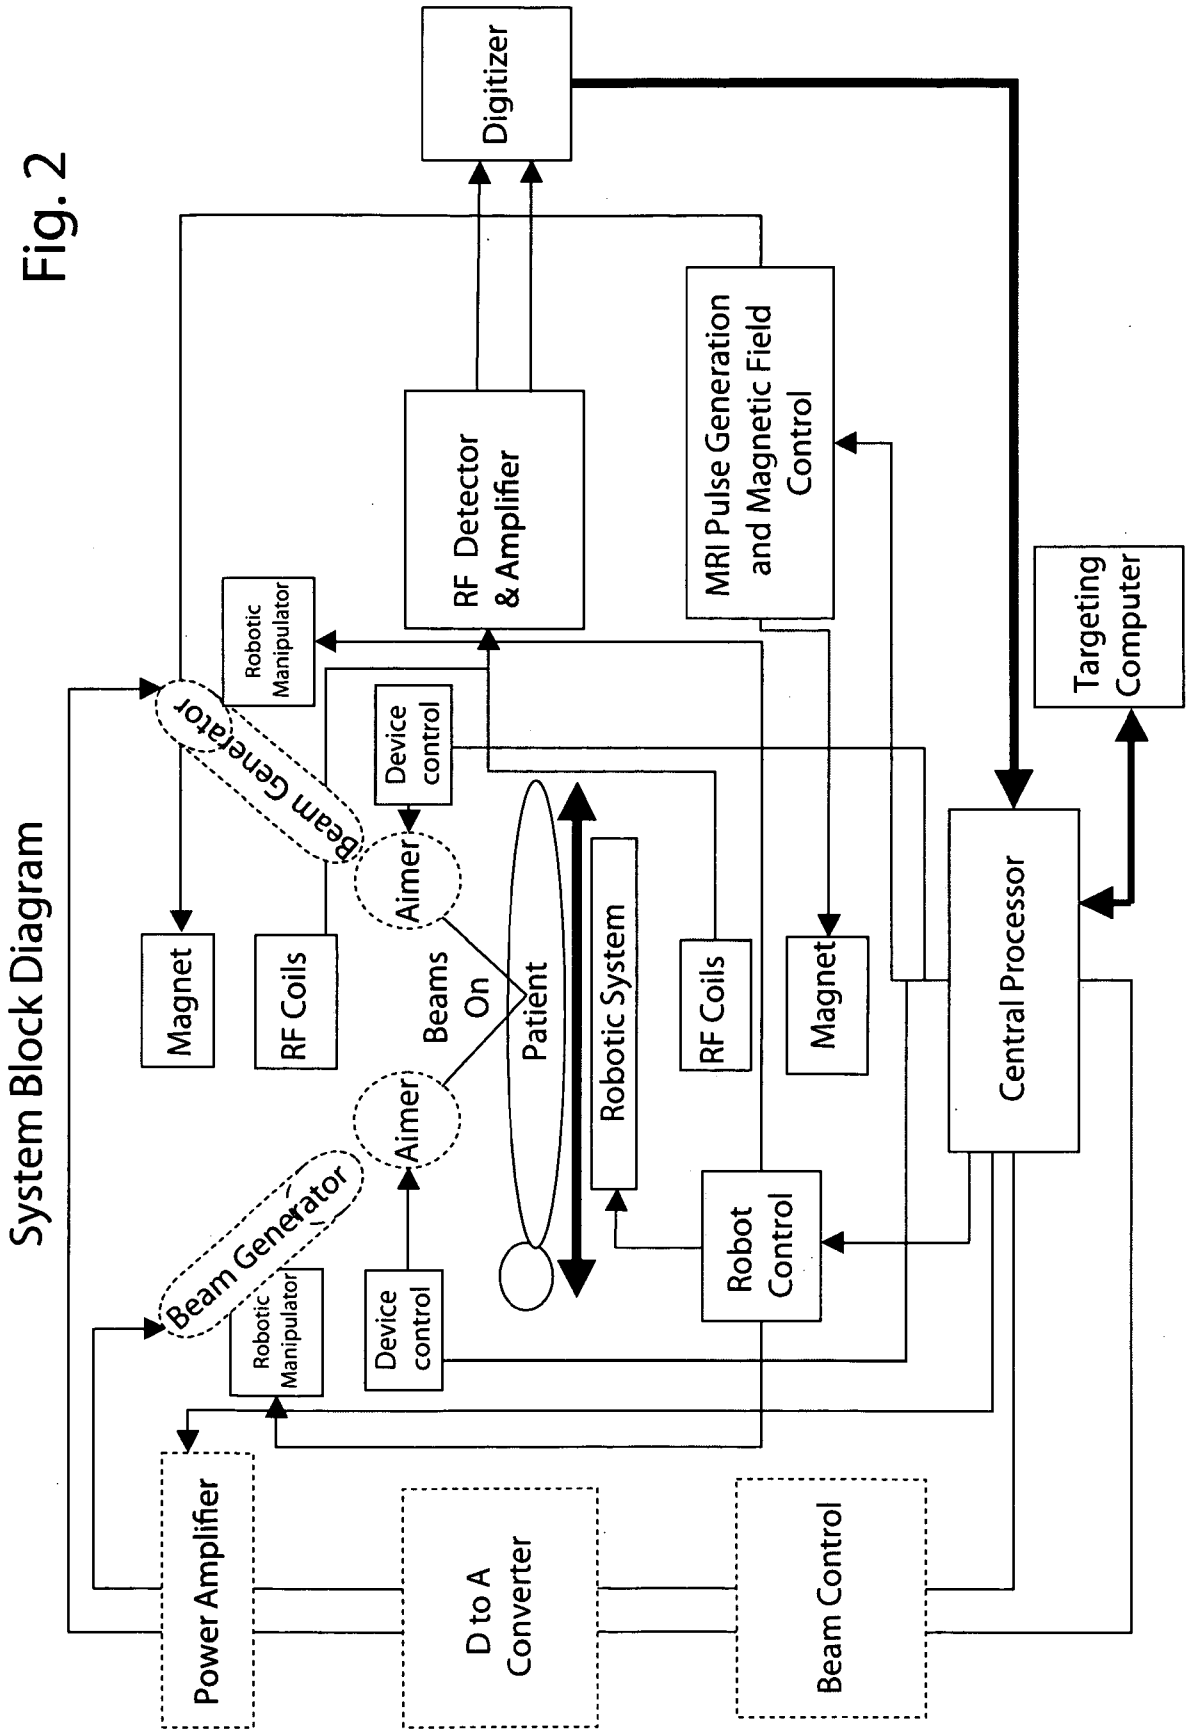 System Block Diagram
Fig. 2
Power Amplifier
D to A
Converter
Beam Control
Beam Generator
Robotic
Manipulator
Device
control
Aimer
Beams
On
Patient
Magnet
RF Coils
Beam Generator
Robotic
Manipulator
Device
control
Aimer
Robotic System
Robot
Control
RF Coils
Magnet
RF Detector
& Amplifier
Digitizer
MRI Pulse Generation
and Magnetic Field
Control
Central Processor
Targeting
Computer